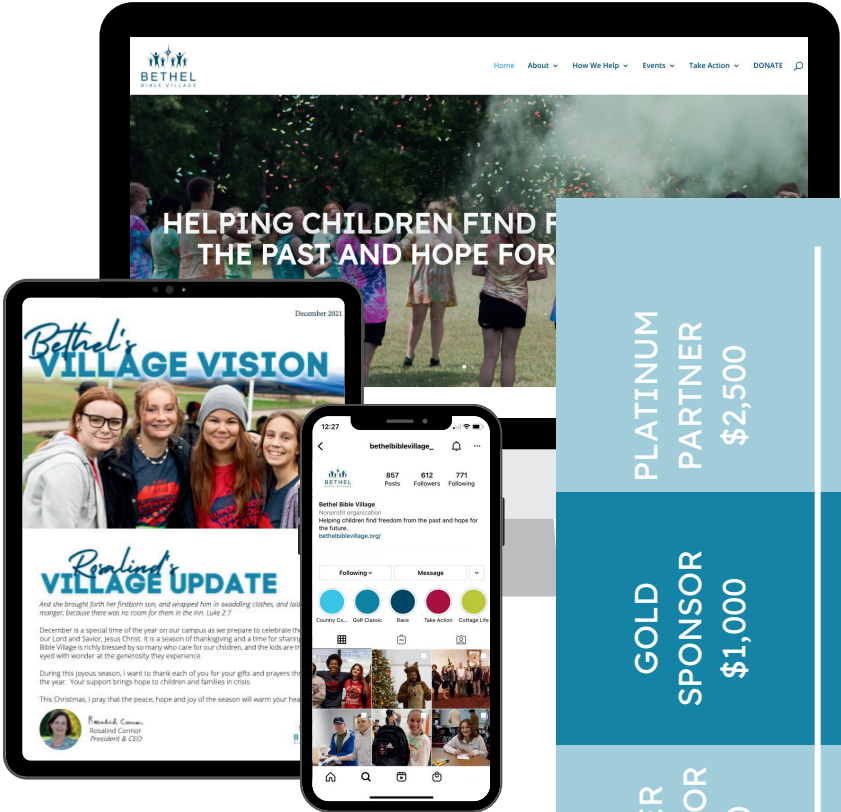 BETHEL
BIBLE VILLAGE
Home About How We Help Events Take Action DONATE
HELPING CHILDREN FIND F
THE PAST AND HOPE FOR
December 2021
Bethel's
VILLAGE VISION
Rosalind's
VILLAGE UPDATE
And she brought forth her firstborn son, and wrapped him in swaddling clothes, and laid
manger; because there was no room for them in the inn. Luke 2:7
December is a special time of the year on our campus as we prepare to celebrate the
our Lord and Savior, Jesus Christ. It is a season of thanksgiving and a time for sharing
Bible Village is richly blessed by so many who care for our children, and the kids are
eyed with wonder at the generosity they experience.
During this joyous season, I want to thank each of you for your gifts and prayers
the year. Your support brings hope to children and families in crisis.
This Christmas, I pray that the peace, hope and joy of the season will warm your
Rosalind Connor
Rosalind Connor
President & CEO
12:27
bethelbiblevillage_
BETHEL
BIBLE VILLAGE
857 612 771
Posts Followers Following
Bethel Bible Village
Nonprofit organization
Helping children find freedom from the past and hope for
the future.
bethelbiblevillage.org/
Following Message
Country Co... Golf Classic Race Take Action Cottage Life
PLATINUM
PARTNER
$2,500
GOLD
SPONSOR
$1,000
ER
OR